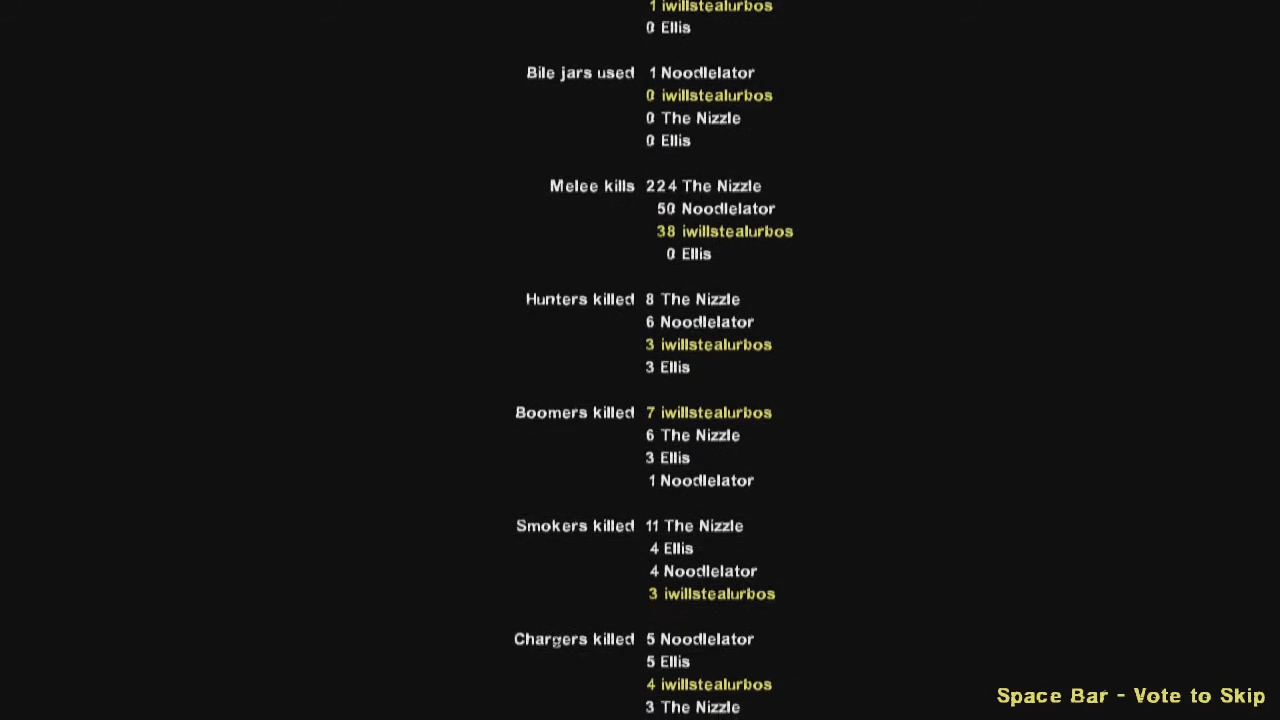 1 iwillstealurbos
0 Ellis
Bile jars used 1 Noodlelator
0 iwillstealurbos
0 The Nizzle
0 Ellis
Melee kills 224 The Nizzle
50 Noodlelator
38 iwillstealurbos
0 Ellis
Hunters killed 8 The Nizzle
6 Noodlelator
3 iwillstealurbos
3 Ellis
Boomers killed 7 iwillstealurbos
6 The Nizzle
3 Ellis
1 Noodlelator
Smokers killed 11 The Nizzle
4 Ellis
4 Noodlelator
3 iwillstealurbos
Chargers killed 5 Noodlelator
5 Ellis
4 iwillstealurbos
3 The Nizzle
Space Bar - Vote to Skip